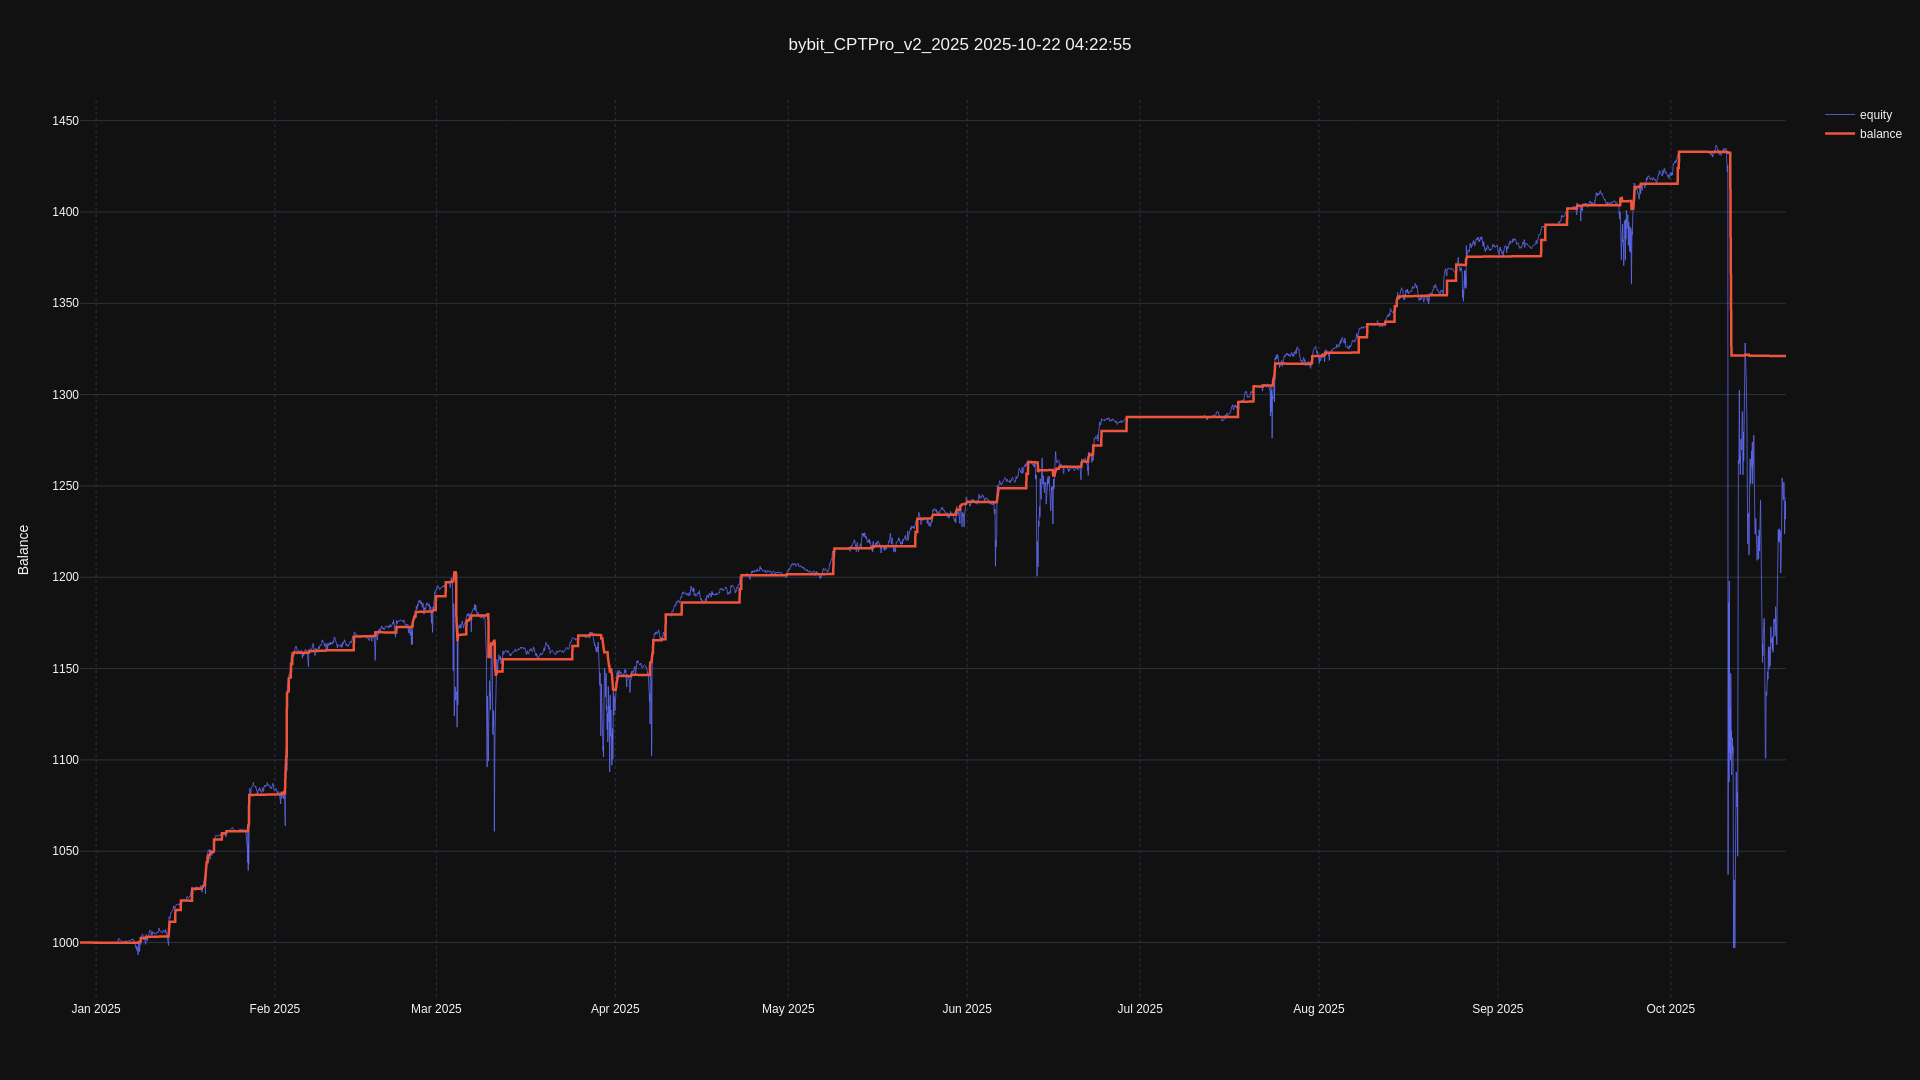 bybit_CPTPro_v2_2025 2025-10-22 04:22:55
equity
balance
1450
1400
1350
1300
1250
1200
1150
1100
1050
1000
Balance
Jan 2025
Feb 2025
Mar 2025
Apr 2025
May 2025
Jun 2025
Jul 2025
Aug 2025
Sep 2025
Oct 2025